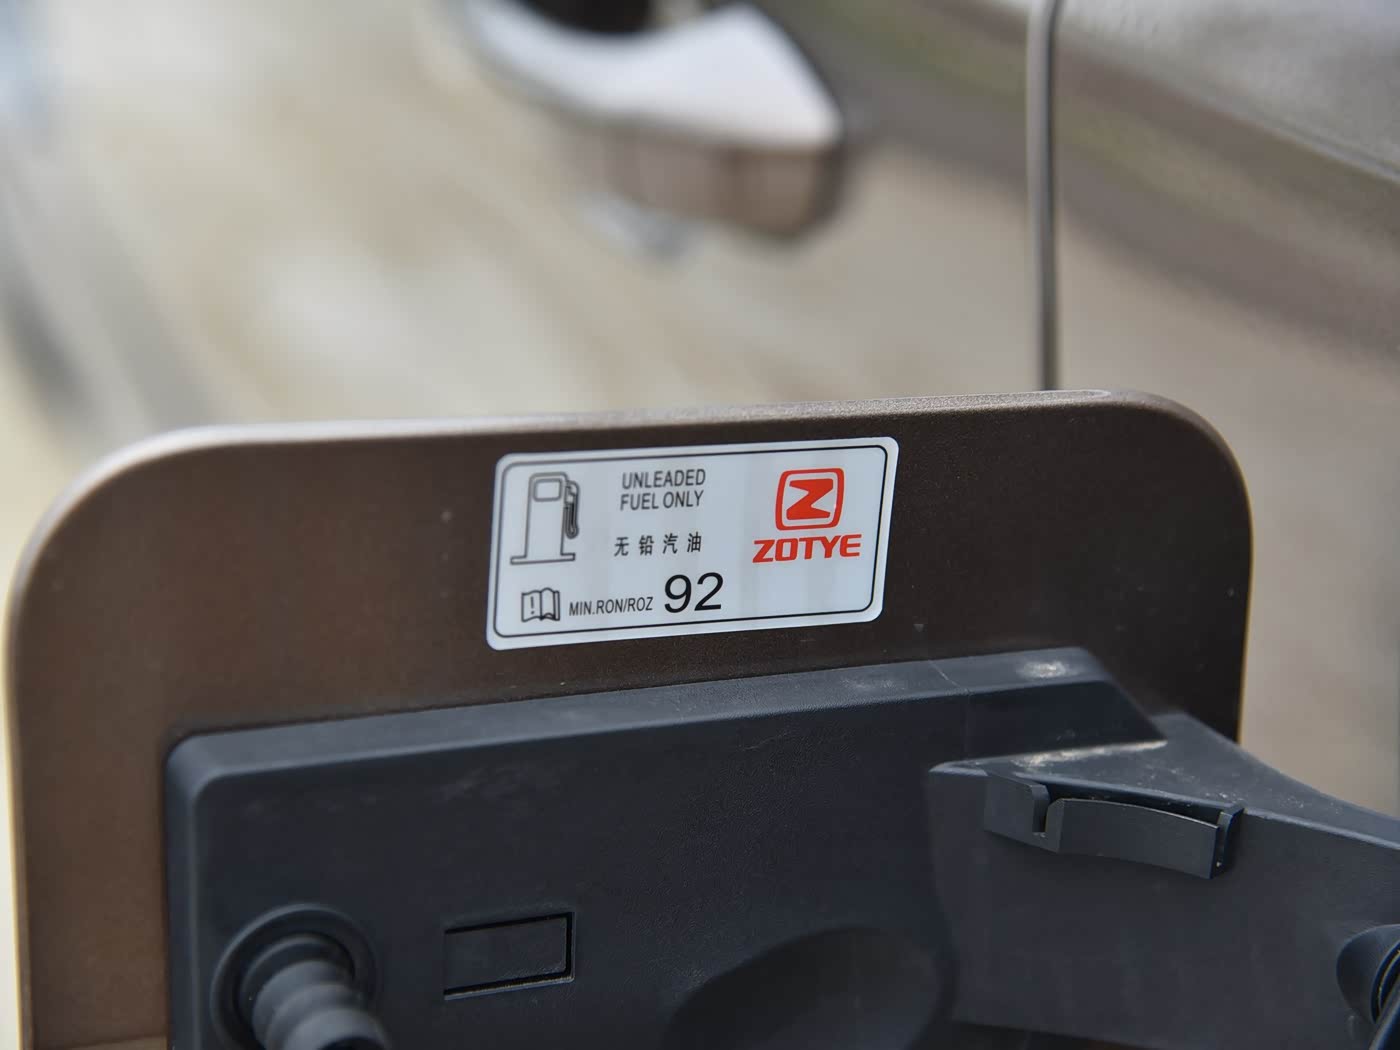 UNLEADED
FUEL ONLY
无铅汽油
MIN.RON/ROZ 92
ZOTYE